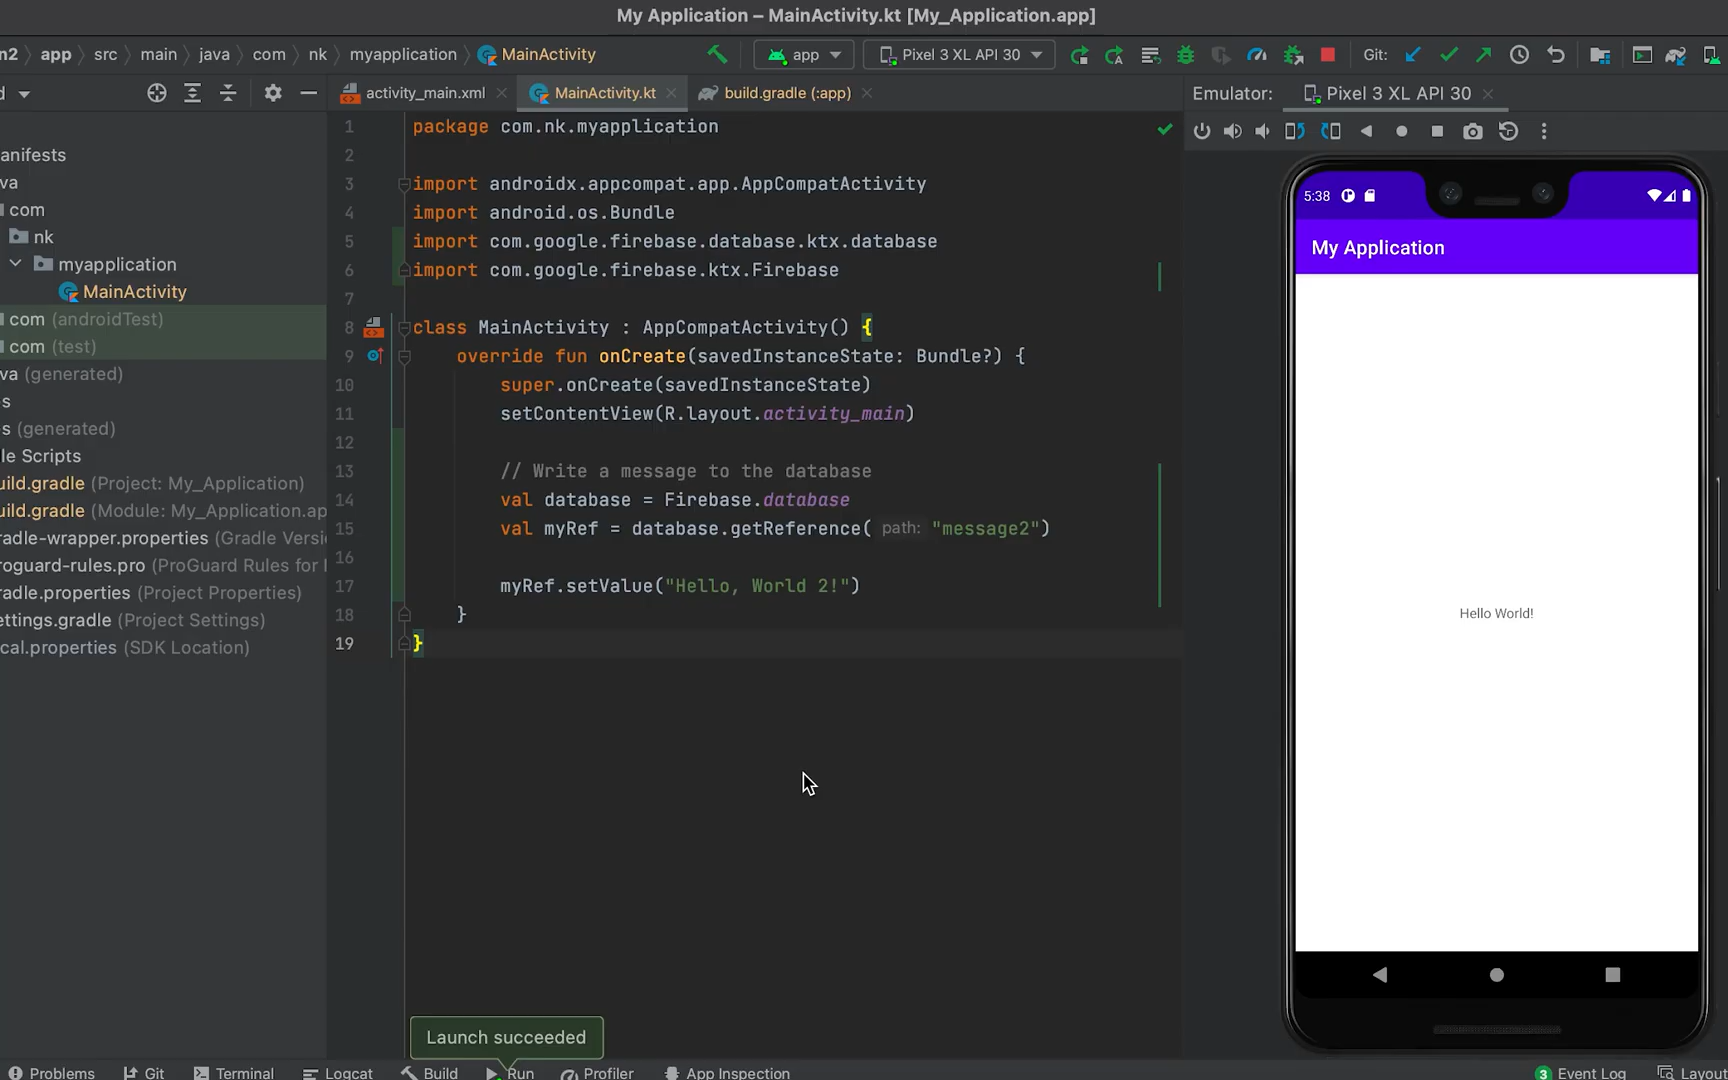 My Application – MainActivity.kt [My_Application.app]
n2 app src main java com nk myapplication MainActivity
app Pixel 3 XL API 30 Git:
d
activity_main.xml MainActivity.kt build.gradle (:app)
Emulator: Pixel 3 XL API 30
anifests
va
com
nk
myapplication
MainActivity
com (androidTest)
com (test)
va (generated)
s
s (generated)
le Scripts
uild.gradle (Project: My_Application)
uild.gradle (Module: My_Application.ap
radle-wrapper.properties (Gradle Versi
roguard-rules.pro (ProGuard Rules for
radle.properties (Project Properties)
ettings.gradle (Project Settings)
cal.properties (SDK Location)
1 package com.nk.myapplication
2
3 import androidx.appcompat.app.AppCompatActivity
4 import android.os.Bundle
5 import com.google.firebase.database.ktx.database
6 import com.google.firebase.ktx.Firebase
7
8 class MainActivity : AppCompatActivity() {
9 override fun onCreate(savedInstanceState: Bundle?) {
10 super.onCreate(savedInstanceState)
11 setContentView(R.layout.activity_main)
12
13 // Write a message to the database
14 val database = Firebase.database
15 val myRef = database.getReference( path: "message2")
16
17 myRef.setValue("Hello, World 2!")
18 }
19 }
5:38
My Application
Hello World!
Launch succeeded
Problems Git Terminal Logcat Build Run Profiler App Inspection 3 Event Log Layout